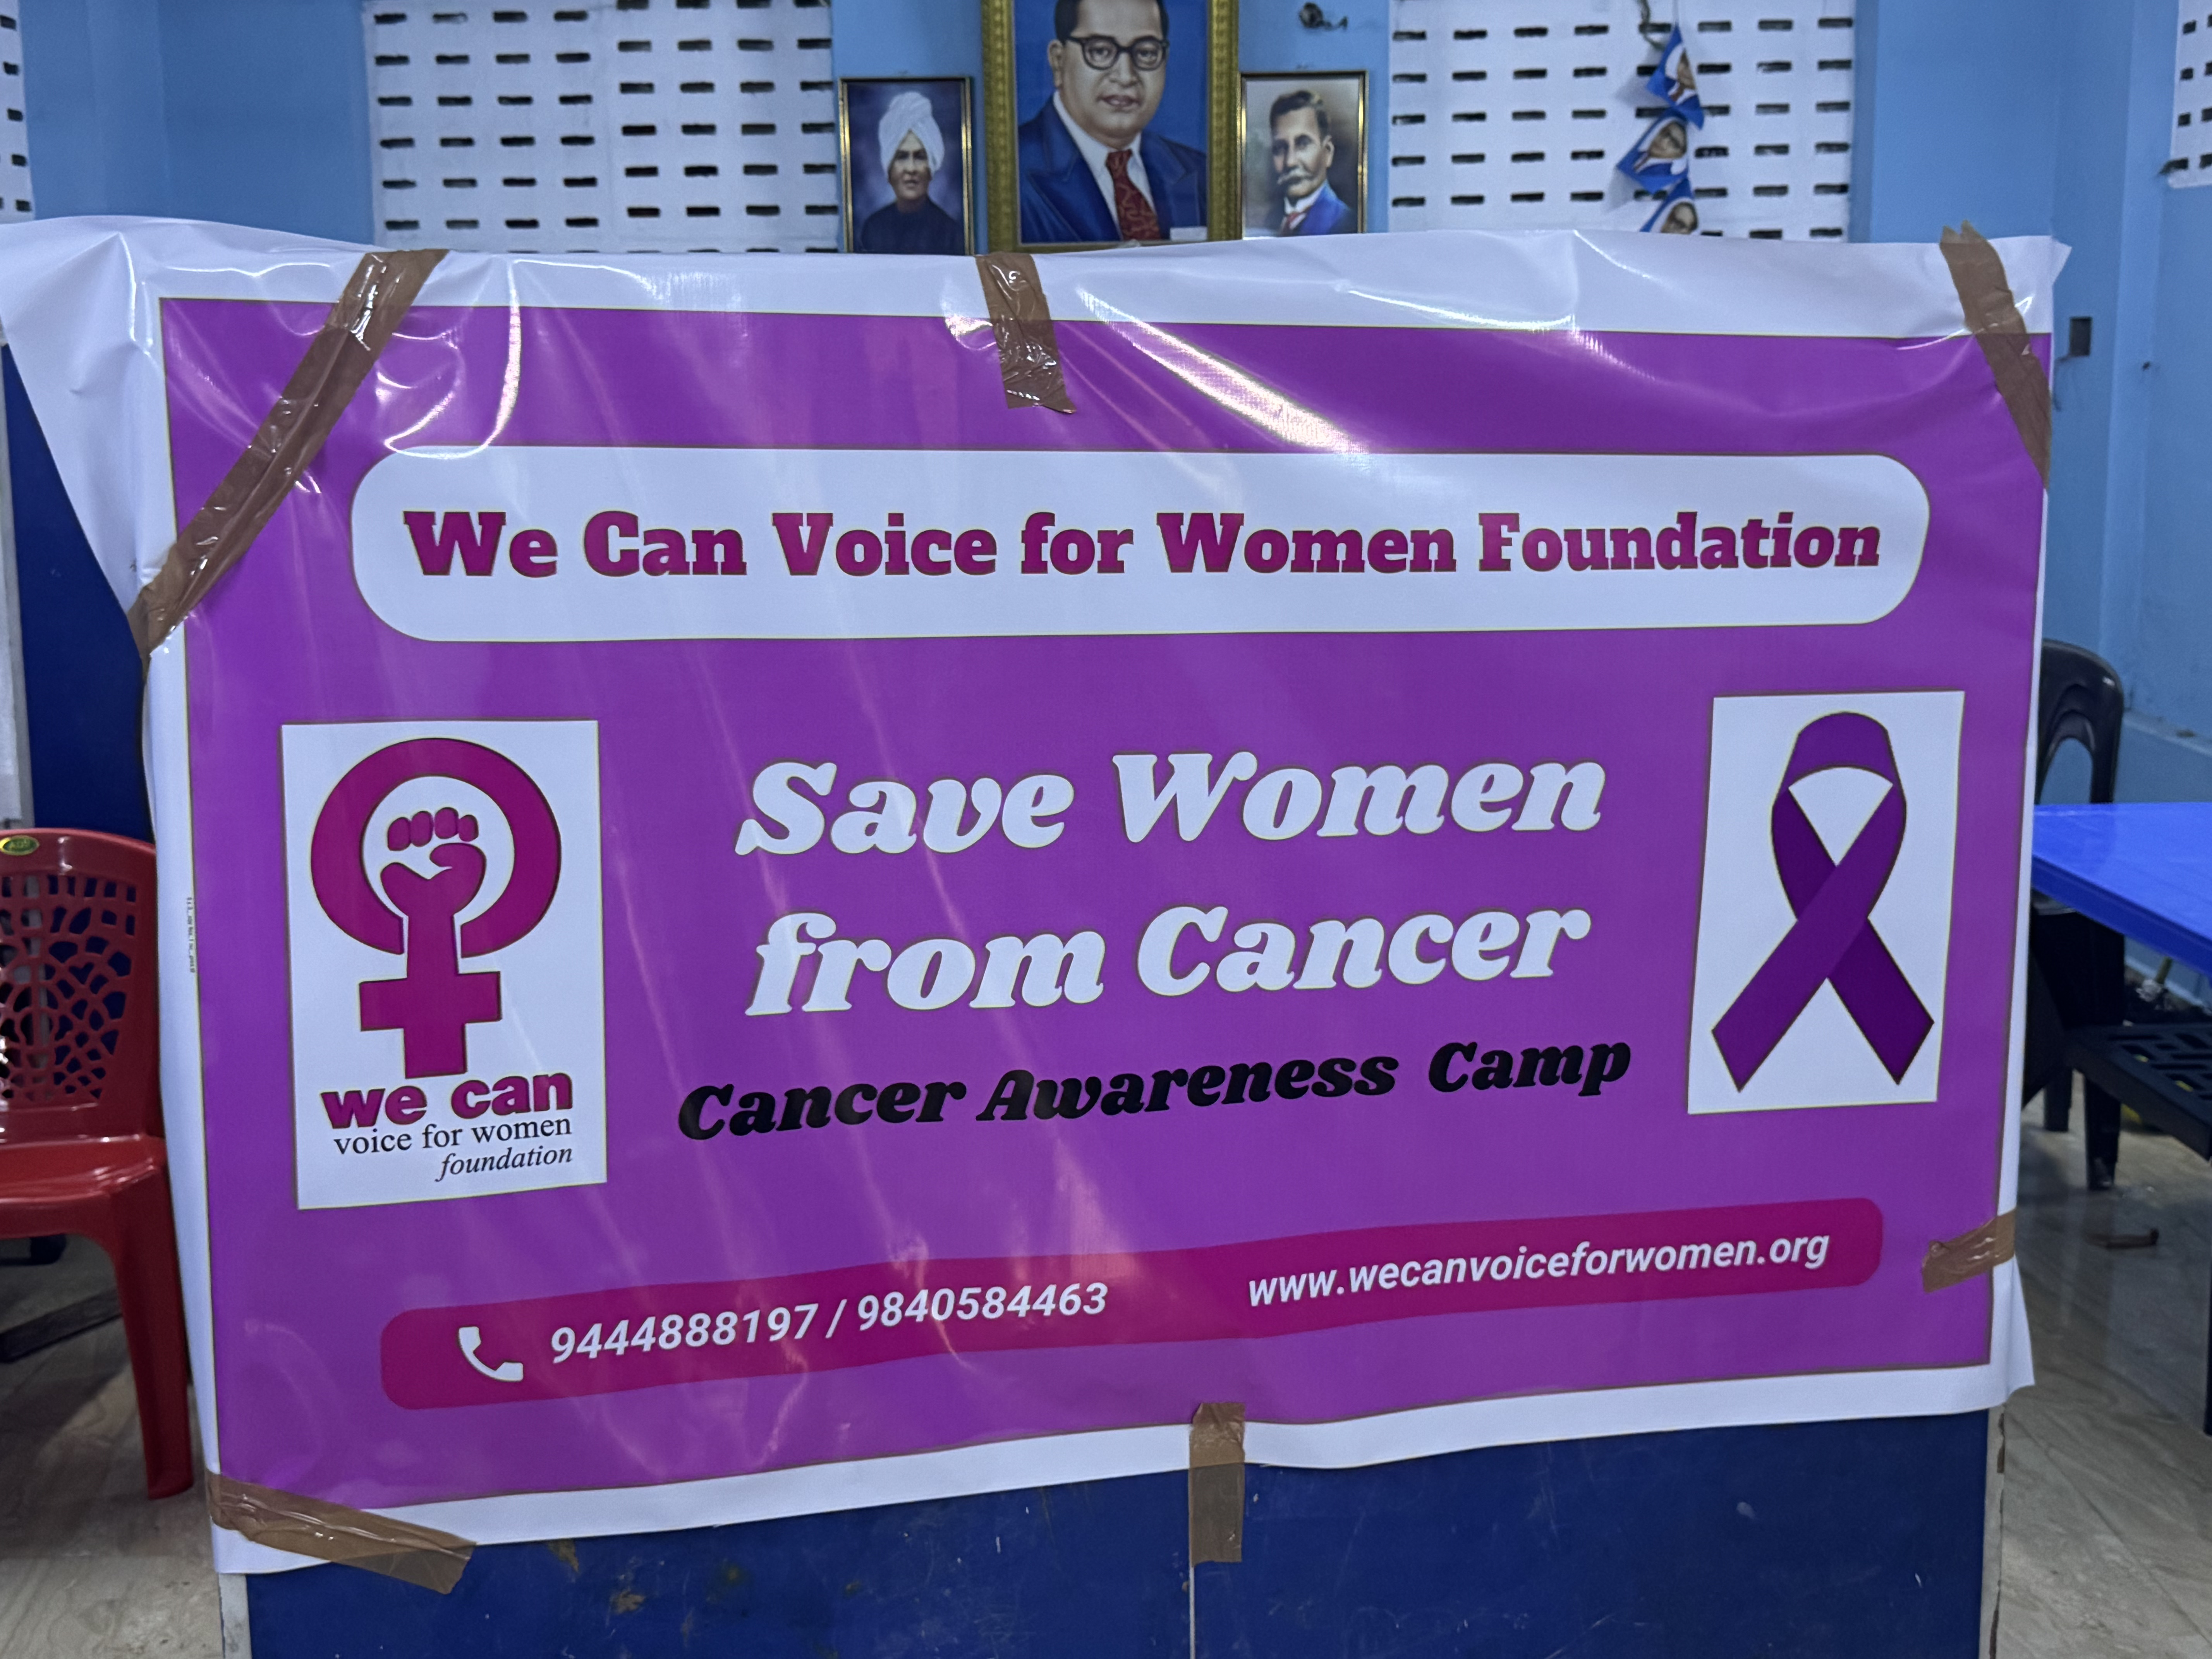 We Can Voice for Women Foundation
Save Women
from Cancer
Cancer Awareness Camp
we can
voice for women
foundation
9444888197 / 9840584463
www.wecanvoiceforwomen.org